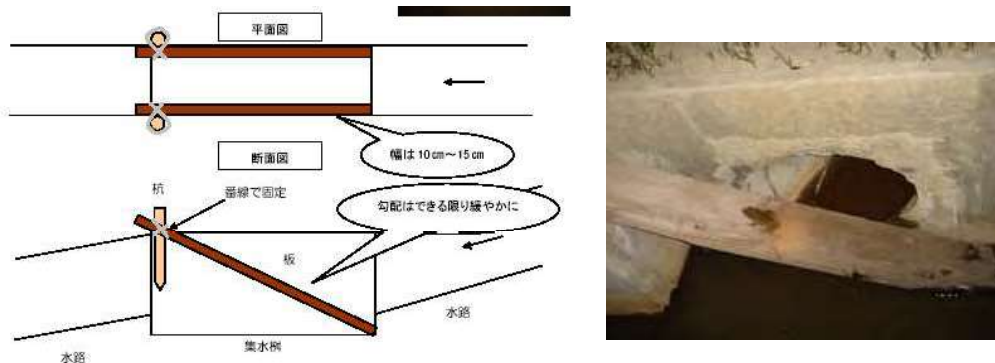 平面図
幅は10cm～15cm
断面図
杭
番線で固定
勾配はできる限り緩やかに
板
水路
集水桝
水路